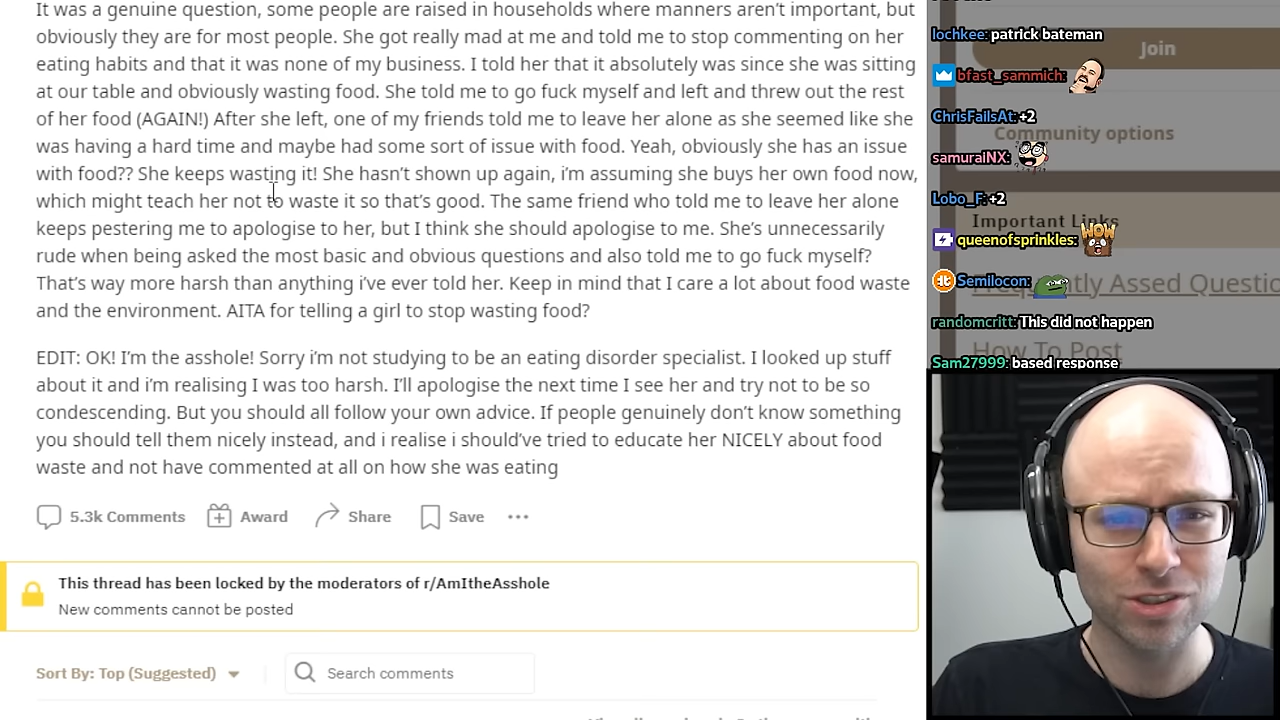 It was a genuine question, some people are raised in households where manners aren't important, but
obviously they are for most people. She got really mad at me and told me to stop commenting on her
eating habits and that it was none of my business. I told her that it absolutely was since she was sitting
at our table and obviously wasting food. She told me to go fuck myself and left and threw out the rest
of her food (AGAIN!) After she left, one of my friends told me to leave her alone as she seemed like she
was having a hard time and maybe had some sort of issue with food. Yeah, obviously she has an issue
with food?? She keeps wasting it! She hasn't shown up again, i'm assuming she buys her own food now,
which might teach her not to waste it so that's good. The same friend who told me to leave her alone
keeps pestering me to apologise to her, but I think she should apologise to me. She's unnecessarily
rude when being asked the most basic and obvious questions and also told me to go fuck myself?
That's way more harsh than anything i've ever told her. Keep in mind that I care a lot about food waste
and the environment. AITA for telling a girl to stop wasting food?
EDIT: OK! I'm the asshole! Sorry i'm not studying to be an eating disorder specialist. I looked up stuff
about it and i'm realising I was too harsh. I'll apologise the next time I see her and try not to be so
condescending. But you should all follow your own advice. If people genuinely don't know something
you should tell them nicely instead, and i realise i should've tried to educate her NICELY about food
waste and not have commented at all on how she was eating
5.3k Comments Award Share Save
This thread has been locked by the moderators of r/AmItheAsshole
New comments cannot be posted
Sort By: Top (Suggested)
Search comments
lochkee: patrick bateman
Join
bfast_sammich:
ChrisFailsAt: +2
Community options
samuraiNX:
Lobo_F: +2
Important Links
queenofsprinkles: WOW
Semilocon:
Assed
randomcritt: This did not happen
How To Post
Sam27999: based response